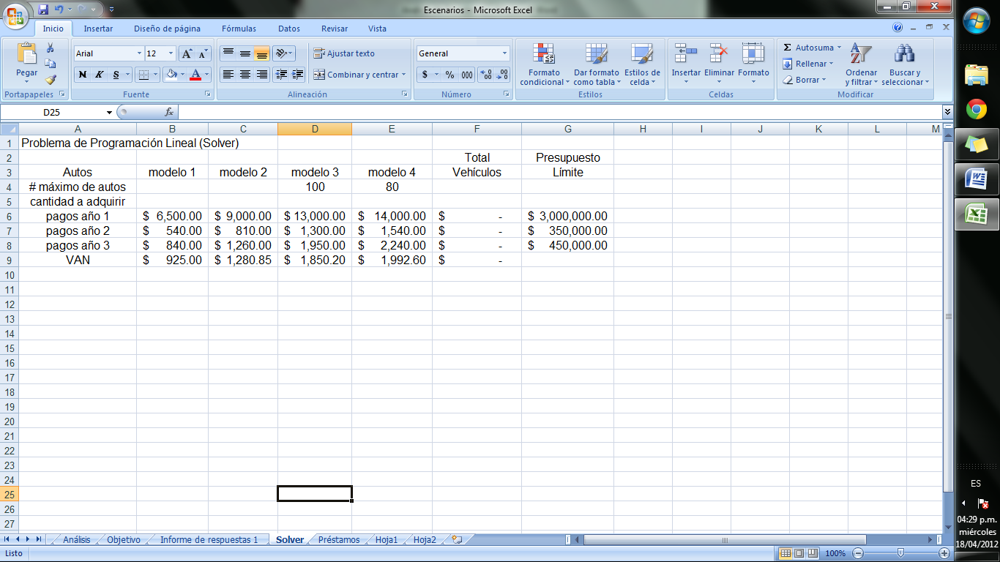 Escenarios - Microsoft Excel
Inicio Insertar Diseño de página Fórmulas Datos Revisar Vista
Pegar
Portapapeles
Arial 12
N K S
Fuente
Ajustar texto
Combinar y centrar
Alineación
General
$ % 000
Número
Formato condicional
Dar formato como tabla
Estilos de celda
Estilos
Insertar Eliminar Formato
Celdas
Σ Autosuma
Rellenar
Borrar
Ordenar y filtrar
Buscar y seleccionar
Modificar
D25 fx
A B C D E F G H I J K L M
1 Problema de Programación Lineal (Solver)
2 Total Presupuesto
3 Autos modelo 1 modelo 2 modelo 3 modelo 4 Vehículos Límite
4 # máximo de autos 100 80
5 cantidad a adquirir
6 pagos año 1 $ 6,500.00 $ 9,000.00 $ 13,000.00 $ 14,000.00 $ - $ 3,000,000.00
7 pagos año 2 $ 540.00 $ 810.00 $ 1,300.00 $ 1,540.00 $ - $ 350,000.00
8 pagos año 3 $ 840.00 $ 1,260.00 $ 1,950.00 $ 2,240.00 $ - $ 450,000.00
9 VAN $ 925.00 $ 1,280.85 $ 1,850.20 $ 1,992.60 $ -
10
11
12
13
14
15
16
17
18
19
20
21
22
23
24
25
26
27
Análisis Objetivo Informe de respuestas 1 Solver Préstamos Hoja1 Hoja2
Listo 100%
ES
04:29 p.m.
miércoles
18/04/2012